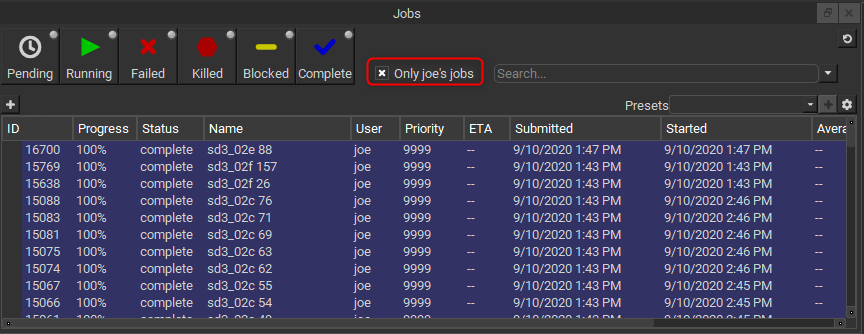 Jobs
Pending Running Failed Killed Blocked Complete
Only joe's jobs Search...
Presets
ID Progress Status Name User Priority ETA Submitted Started Avera
16700 100% complete sd3_02e 88 joe 9999 -- 9/10/2020 1:47 PM 9/10/2020 1:47 PM --
15769 100% complete sd3_02f 157 joe 9999 -- 9/10/2020 1:43 PM 9/10/2020 1:43 PM --
15638 100% complete sd3_02f 26 joe 9999 -- 9/10/2020 1:43 PM 9/10/2020 1:43 PM --
15088 100% complete sd3_02c 76 joe 9999 -- 9/10/2020 1:43 PM 9/10/2020 2:46 PM --
15083 100% complete sd3_02c 71 joe 9999 -- 9/10/2020 1:43 PM 9/10/2020 2:46 PM --
15081 100% complete sd3_02c 69 joe 9999 -- 9/10/2020 1:43 PM 9/10/2020 2:46 PM --
15075 100% complete sd3_02c 63 joe 9999 -- 9/10/2020 1:43 PM 9/10/2020 2:46 PM --
15074 100% complete sd3_02c 62 joe 9999 -- 9/10/2020 1:43 PM 9/10/2020 2:46 PM --
15067 100% complete sd3_02c 55 joe 9999 -- 9/10/2020 1:43 PM 9/10/2020 2:45 PM --
15066 100% complete sd3_02c 54 joe 9999 -- 9/10/2020 1:43 PM 9/10/2020 2:45 PM --